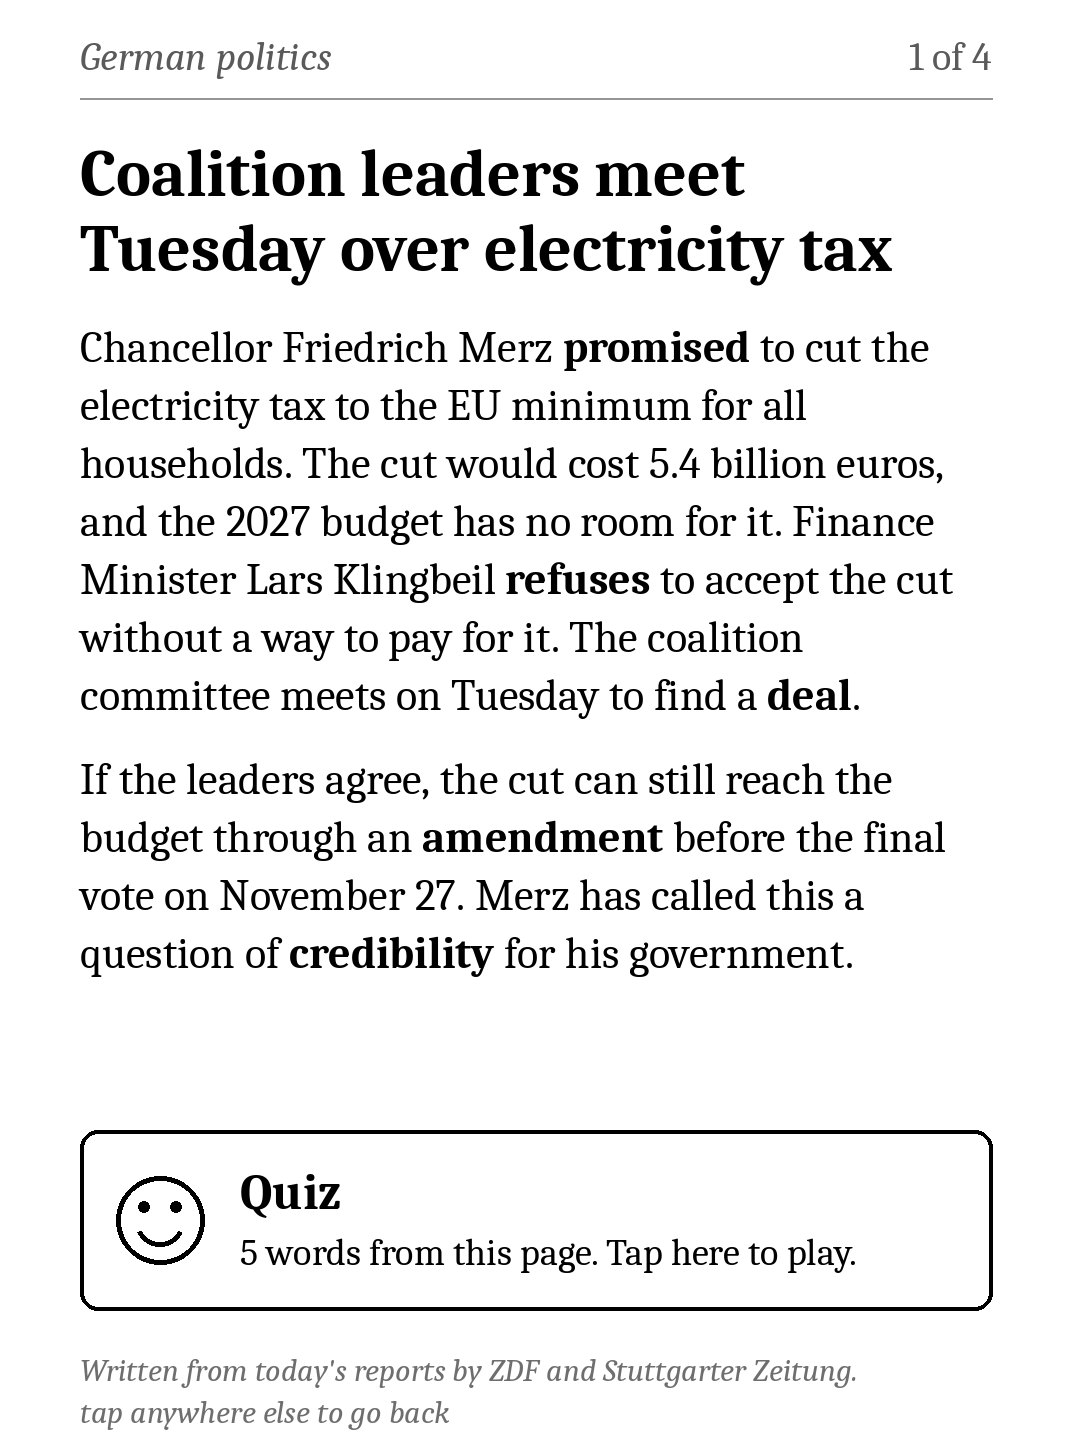 German politics
1 of 4
Coalition leaders meet
Tuesday over electricity tax
Chancellor Friedrich Merz promised to cut the
electricity tax to the EU minimum for all
households. The cut would cost 5.4 billion euros,
and the 2027 budget has no room for it. Finance
Minister Lars Klingbeil refuses to accept the cut
without a way to pay for it. The coalition
committee meets on Tuesday to find a deal.
If the leaders agree, the cut can still reach the
budget through an amendment before the final
vote on November 27. Merz has called this a
question of credibility for his government.
Quiz
5 words from this page. Tap here to play.
Written from today's reports by ZDF and Stuttgarter Zeitung.
tap anywhere else to go back